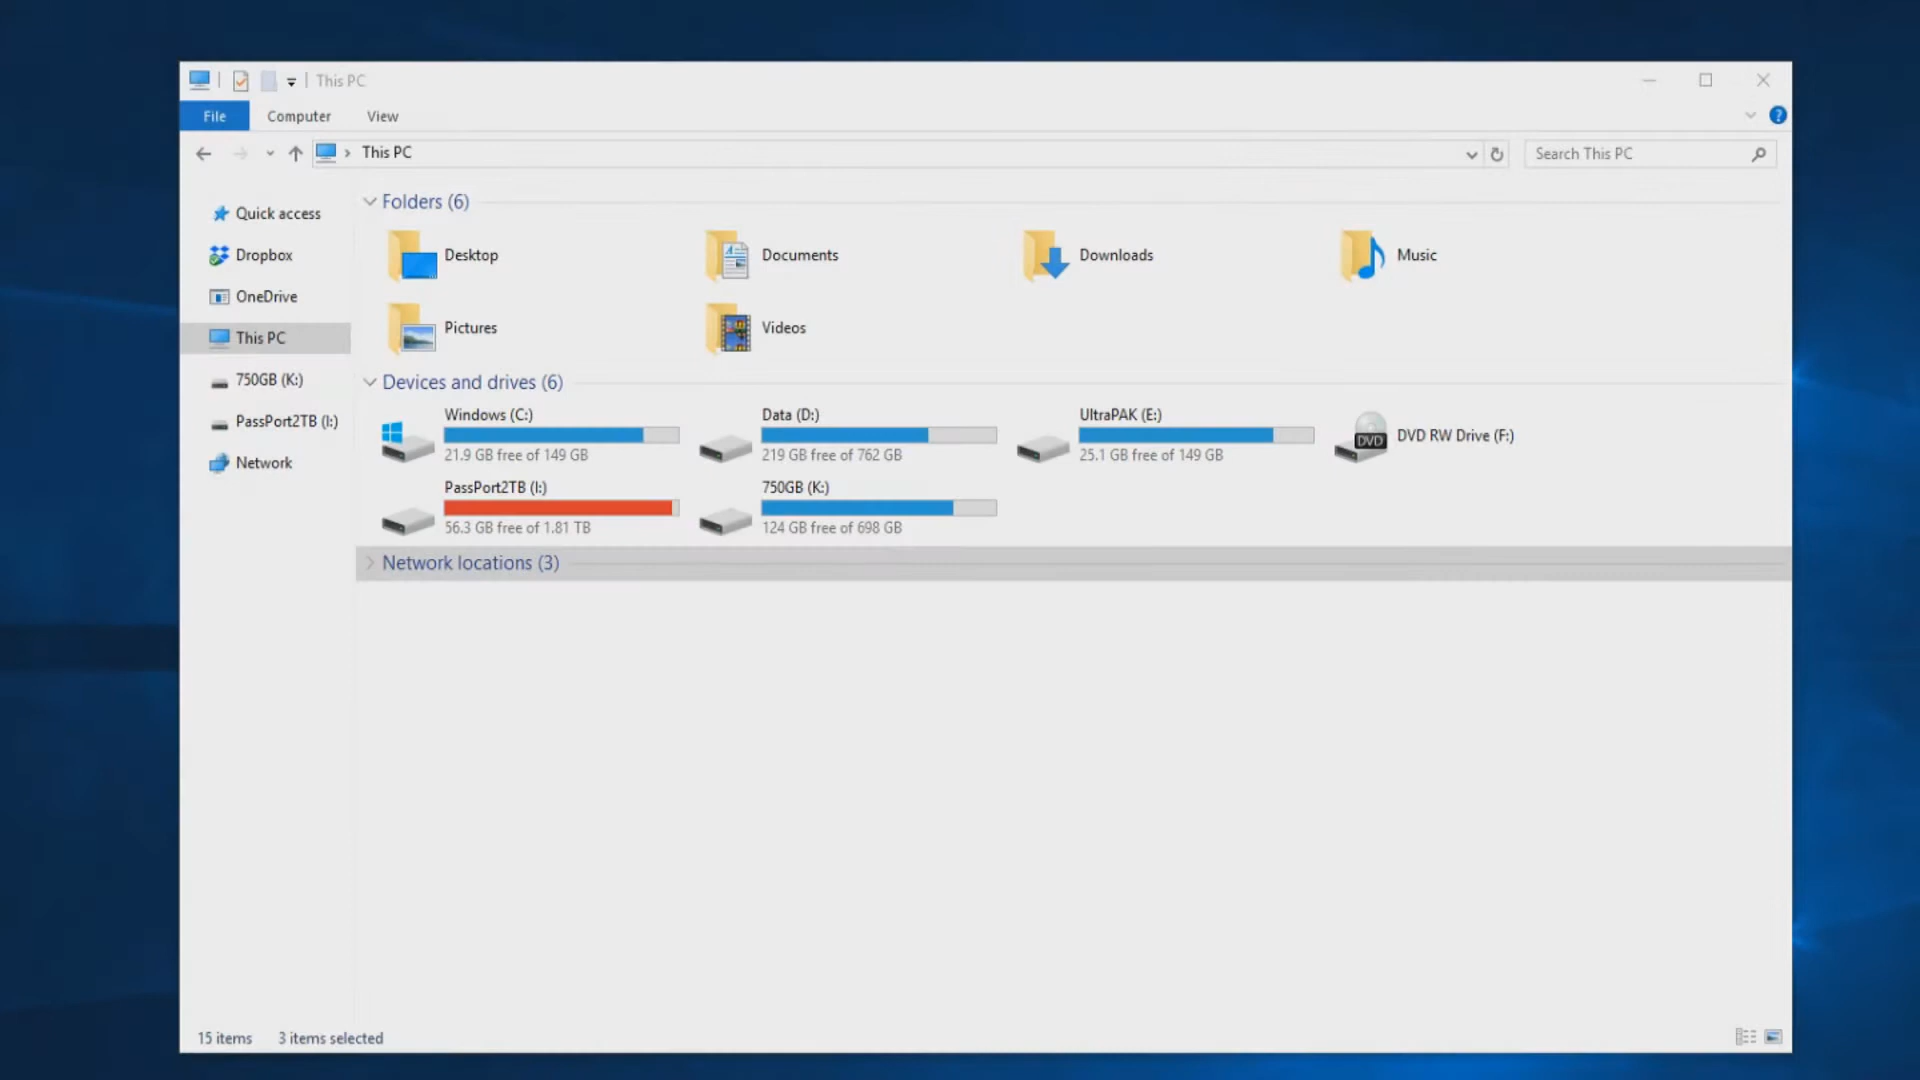 This PC
File Computer View
This PC
Search This PC
Quick access
Dropbox
OneDrive
This PC
750GB (K:)
PassPort2TB (I:)
Network
Folders (6)
Desktop
Documents
Downloads
Music
Pictures
Videos
Devices and drives (6)
Windows (C:)
21.9 GB free of 149 GB
Data (D:)
219 GB free of 762 GB
UltraPAK (E:)
25.1 GB free of 149 GB
DVD
DVD RW Drive (F:)
PassPort2TB (I:)
56.3 GB free of 1.81 TB
750GB (K:)
124 GB free of 698 GB
Network locations (3)
15 items 3 items selected